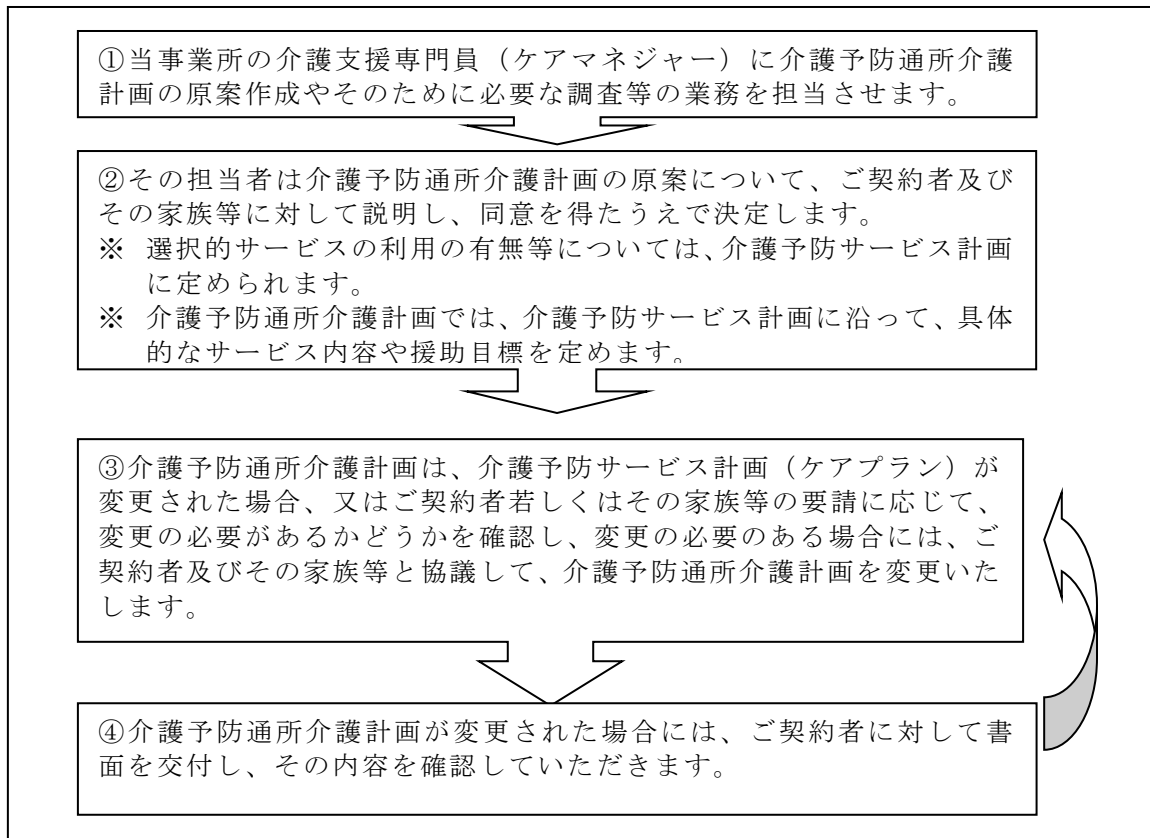 ①当事業所の介護支援専門員（ケアマネジャー）に介護予防通所介護
計画の原案作成やそのために必要な調査等の業務を担当させます。
②その担当者は介護予防通所介護計画の原案について、ご契約者及び
その家族等に対して説明し、同意を得たうえで決定します。
※ 選択的サービスの利用の有無等については、介護予防サービス計画
に定められます。
※ 介護予防通所介護計画では、介護予防サービス計画に沿って、具体
的なサービス内容や援助目標を定めます。
③介護予防通所介護計画は、介護予防サービス計画（ケアプラン）が
変更された場合、又はご契約者若しくはその家族等の要請に応じて、
変更の必要があるかどうかを確認し、変更の必要のある場合には、ご
契約者及びその家族等と協議して、介護予防通所介護計画を変更いた
します。
④介護予防通所介護計画が変更された場合には、ご契約者に対して書
面を交付し、その内容を確認していただきます。